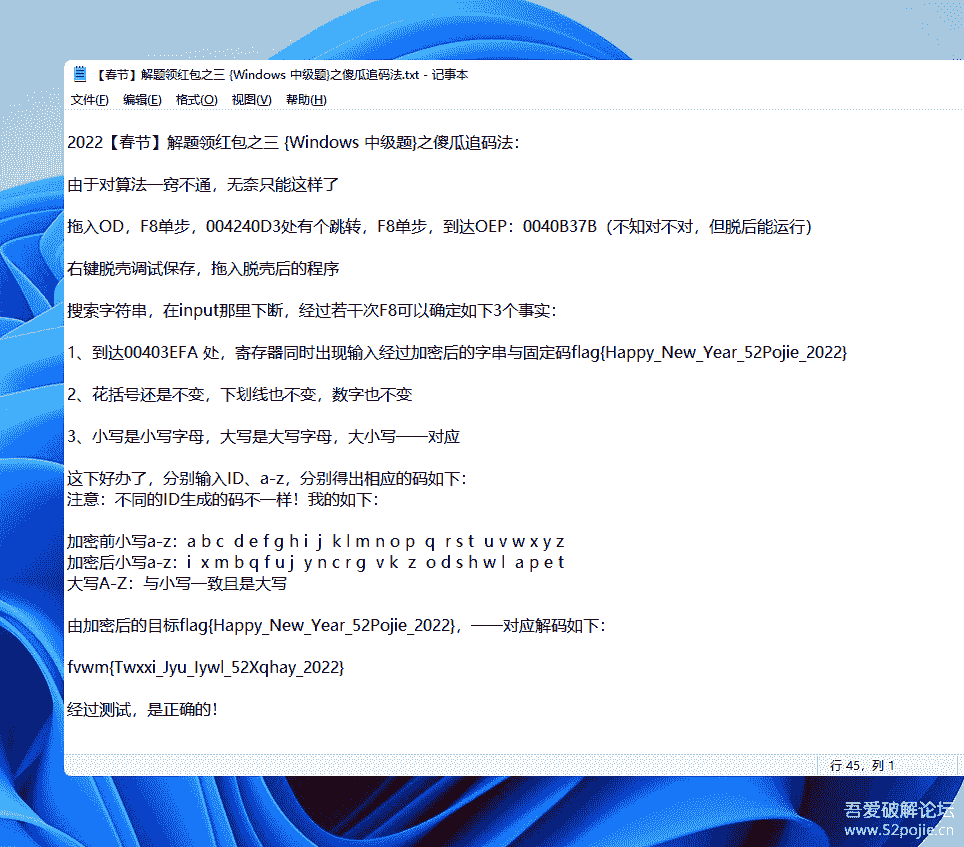 【春节】解题领红包之三 {Windows 中级题}之傻瓜追码法.txt - 记事本
文件(F) 编辑(E) 格式(O) 视图(V) 帮助(H)
2022【春节】解题领红包之三 {Windows 中级题}之傻瓜追码法：
由于对算法一窍不通，无奈只能这样了
拖入OD，F8单步，004240D3处有个跳转，F8单步，到达OEP：0040B37B（不知对不对，但脱后能运行）
右键脱壳调试保存，拖入脱壳后的程序
搜索字符串，在input那里下断，经过若干次F8可以确定如下3个事实：
1、到达00403EFA 处，寄存器同时出现输入经过加密后的字串与固定码flag{Happy_New_Year_52Pojie_2022}
2、花括号还是不变，下划线也不变，数字也不变
3、小写是小写字母，大写是大写字母，大小写一一对应
这下好办了，分别输入ID、a-z，分别得出相应的码如下：
注意：不同的ID生成的码不一样！我的如下：
加密前小写a-z：a b c d e f g h i j k l m n o p q r s t u v w x y z
加密后小写a-z：i x m b q f u j y n c r g v k z o d s h w l a p e t
大写A-Z：与小写一致且是大写
由加密后的目标flag{Happy_New_Year_52Pojie_2022}，一一对应解码如下：
fvwm{Twxxi_Jyu_Iywl_52Xqhay_2022}
经过测试，是正确的！
行 45，列 1
吾爱破解论坛
www.52pojie.cn